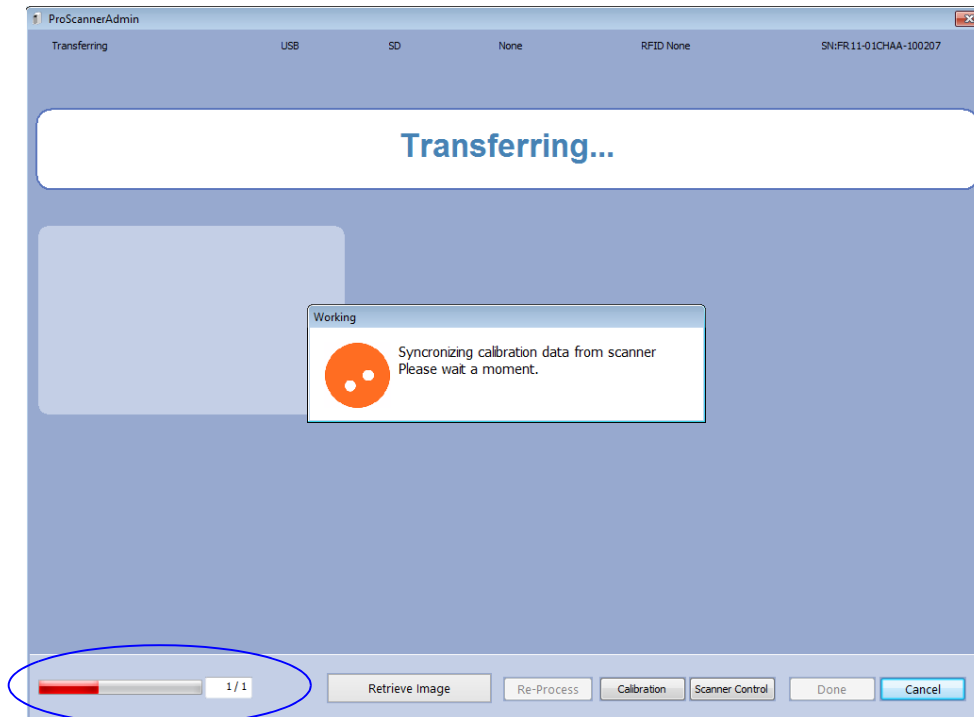 ProScannerAdmin
Transferring USB SD None RFID None SN:FR11-01CHAA-100207
Transferring...
Working
Syncronizing calibration data from scanner
Please wait a moment.
1 / 1 Retrieve Image Re-Process Calibration Scanner Control Done Cancel